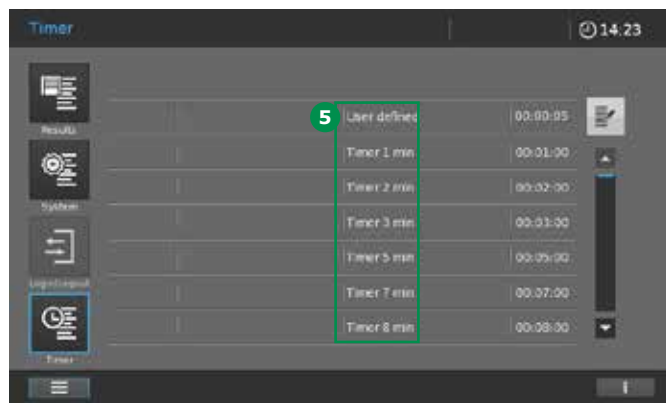 Timer 14.23
Results
5 User defined 00:00:05
Timer 1 min 00:01:00
System
Timer 2 min 00:02:00
Timer 3 min 00:03:00
Login/Logout
Timer 5 min 00:05:00
Timer 7 min 00:07:00
Timer 8 min 00:08:00
Timer
i